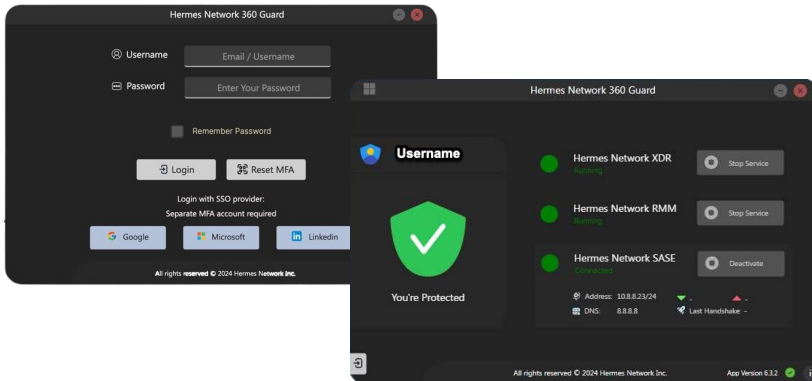 Hermes Network 360 Guard
Username
Email / Username
Password
Enter Your Password
Remember Password
Login
Reset MFA
Login with SSO provider:
Separate MFA account required
Google
Microsoft
in Linkedin
All rights reserved © 2024 Hermes Network Inc.
Hermes Network 360 Guard
Username
You're Protected
Hermes Network XDR
Running
Stop Service
Hermes Network RMM
Running
Stop Service
Hermes Network SASE
Connected
Deactivate
Address: 10.8.8.23/24
- -
DNS: 8.8.8.8
Last Handshake: -
All rights reserved © 2024 Hermes Network Inc.
App Version 6.3.2